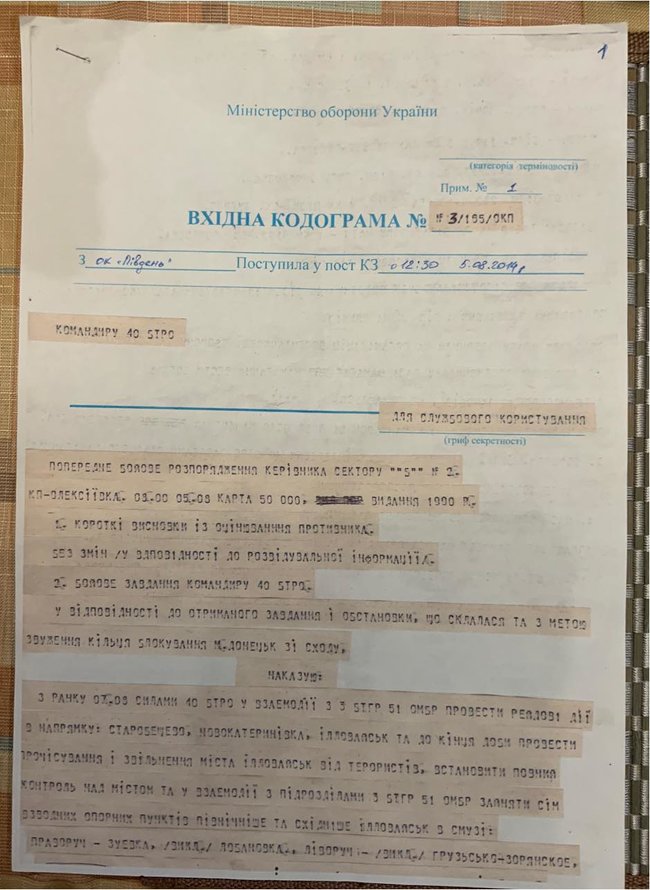 1
Міністерство оборони України
(категорія терміновості)
Прим. № 1
ВХІДНА КОДОГРАМА № № 3/195/ОКП
З ОК «Південь» Поступила у пост КЗ о 12:30 5.08.2014р
КОМАНДИРУ 40 БТРО
ДЛЯ СЛУЖБОВОГО КОРИСТУВАННЯ
(гриф секретності)
ПОПЕРЕДНЕ БОЙОВЕ РОЗПОРЯДЖЕННЯ КЕРІВНИКА СЕКТОРУ ""Б"" № 2.
КП-ОЛЕКСІЇВКА. 09.00 05.08 КАРТА 50 000, ВИДАННЯ 1990 Р.
1. КОРОТКІ ВИСНОВКИ ІЗ ОЦІНЮВАННЯ ПРОТИВНИКА.
БЕЗ ЗМІН /У ВДПОВІДНОСТІ ДО РОЗВІДУВАЛЬНОЇ ІНФОРМАЦІЇ/.
2. БОЙОВЕ ЗАВДАННЯ КОМАНДИРУ 40 БТРО.
У ВІДПОВІДНОСТІ ДО ОТРИМАНОГО ЗАВДАННЯ І ОБСТАНОВКИ, ЩО СКЛАЛАСЯ ТА З МЕТОЮ
ЗВУЖЕННЯ КІЛЬЦЯ БЛОКУВАННЯ М.ДОНЕЦЬК ЗІ СХОДУ,
НАКАЗУЮ:
З РАНКУ 07.08 СИЛАМИ 40 БТРО У ВЗАЄМОДІЇ З 3 БТГР 51 ОМБР ПРОВЕСТИ РЕЙДОВІ ДІЇ
В НАПРЯМКУ: СТАРОБЕШЕВО, НОВОКАТЕРИНІВКА, ІЛЛОВАЙСЬК ТА ДО КІНЦЯ ДОБИ ПРОВЕСТИ
ПРОЧІСУВАННЯ І ЗВІЛЬНЕННЯ МІСТА ІЛЛОВАЙСЬК ВІД ТЕРОРИСТІВ, ВСТАНОВИТИ ПОВНИЙ
КОНТРОЛЬ НАД МІСТОМ ТА У ВЗАЄМОДІЇ З ПІДРОЗДІЛАМИ 3 БТГР 51 ОМБР ЗАЙНЯТИ СІМ
ВЗВОДНИХ ОПОРНИХ ПУНКТІВ ПІВНІЧНІШЕ ТА СХІДНІШЕ ІЛЛОВАЙСЬК В СМУЗІ:
ПРАВОРУЧ – ЗУЕВКА, /ВИКЛ./ ЛОБАНОВКА., ЛІВОРУЧ – /ВИКЛ./ ГРУЗЬСЬКО-ЗОРЯНСКОЕ,